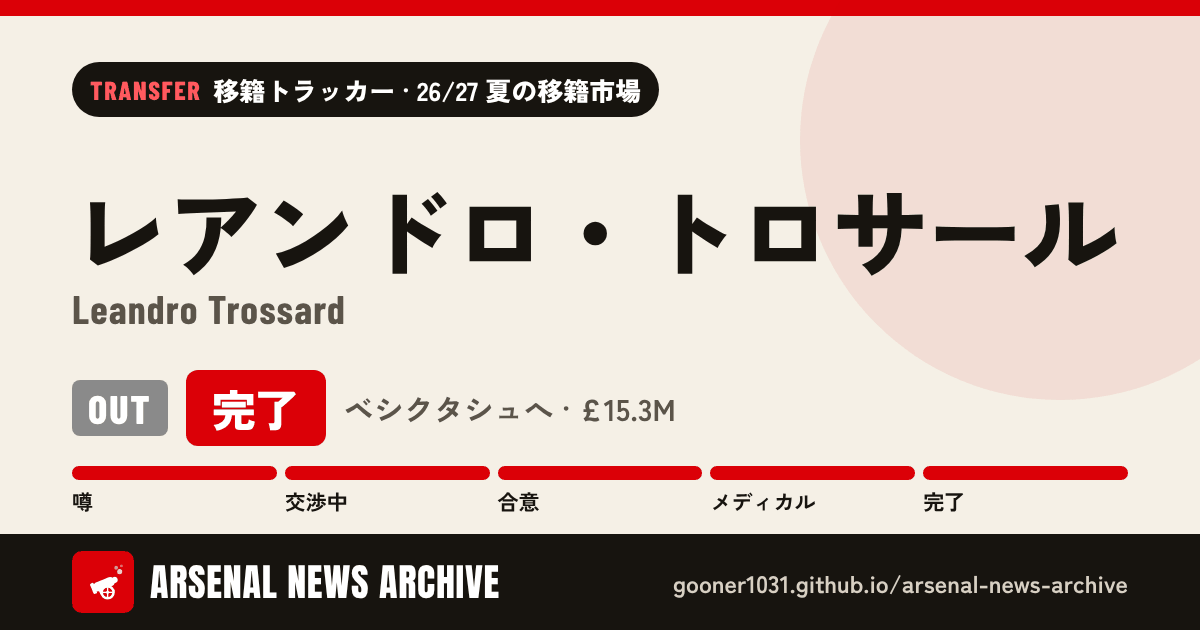 TRANSFER 移籍トラッカー · 26/27 夏の移籍市場
レアンドロ・トロサール
Leandro Trossard
OUT 完了 ベシクタシュへ · £15.3M
噂 交渉中 合意 メディカル 完了
ARSENAL NEWS ARCHIVE gooner1031.github.io/arsenal-news-archive